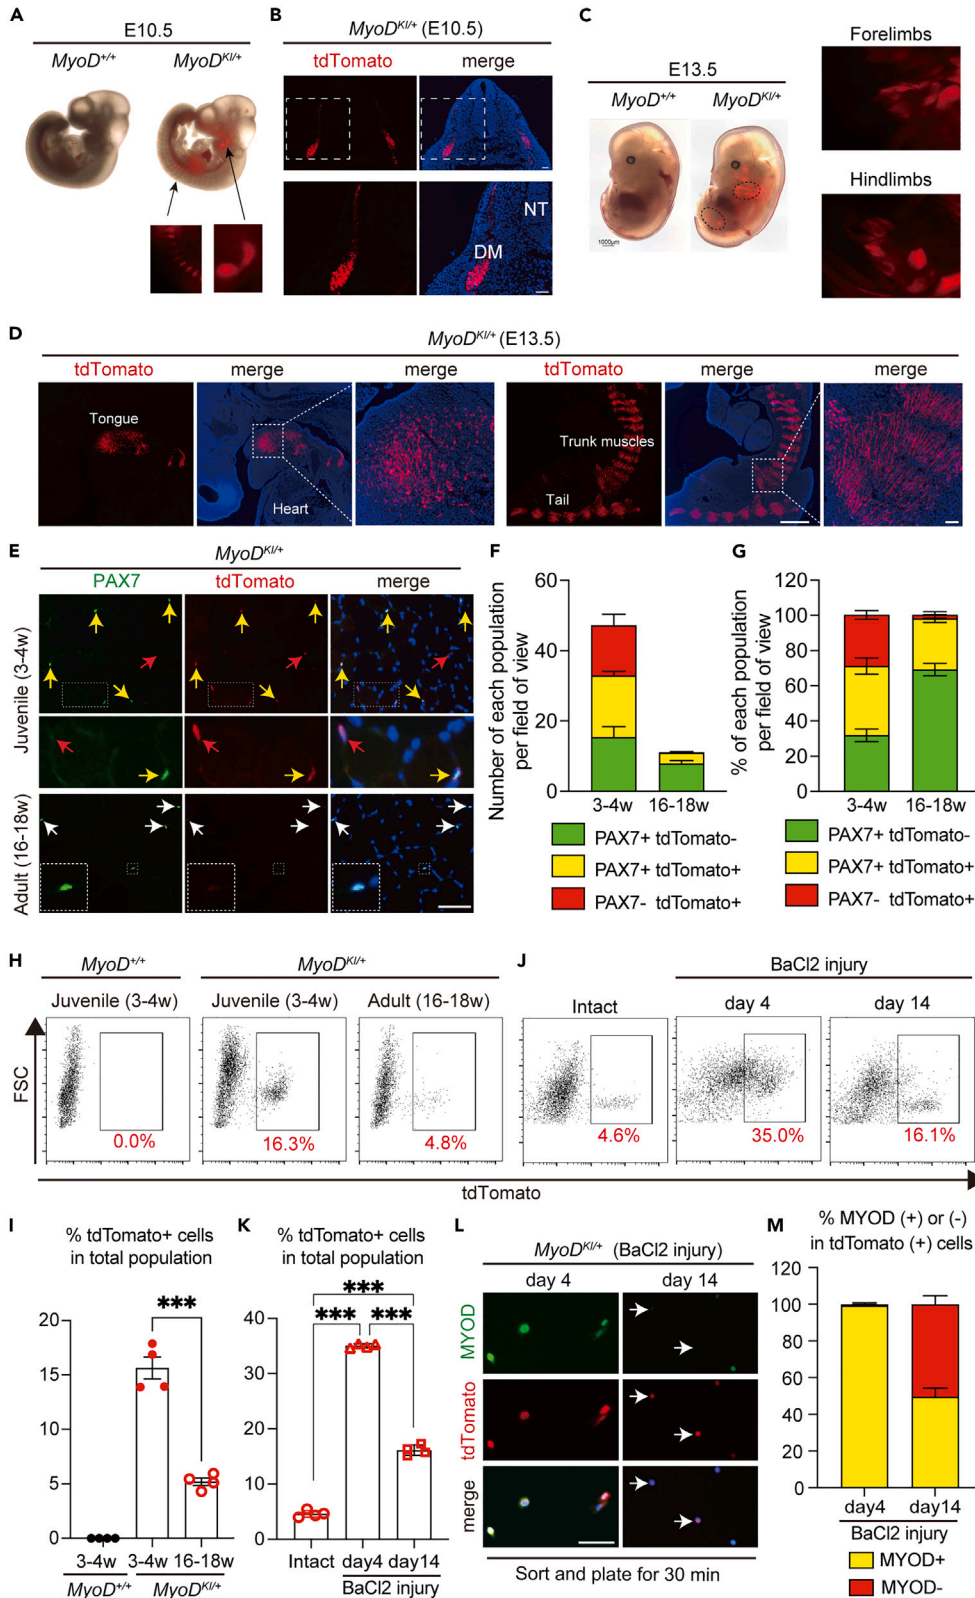 A
E10.5
MyoD+/+
MyoDKI/+
B
MyoDKI/+ (E10.5)
tdTomato
merge
NT
DM
C
E13.5
MyoD+/+
MyoDKI/+
1000µm
Forelimbs
Hindlimbs
D
MyoDKI/+ (E13.5)
tdTomato
merge
merge
tdTomato
merge
merge
Tongue
Heart
Trunk muscles
Tail
E
MyoDKI/+
PAX7
tdTomato
merge
Juvenile (3-4w)
Adult (16-18w)
F
Number of each population
per field of view
60
40
20
0
3-4w
16-18w
PAX7+ tdTomato-
PAX7+ tdTomato+
PAX7- tdTomato+
G
% of each population
per field of view
120
100
80
60
40
20
0
3-4w
16-18w
PAX7+ tdTomato-
PAX7+ tdTomato+
PAX7- tdTomato+
H
MyoD+/+
MyoDKI/+
Juvenile (3-4w)
Juvenile (3-4w)
Adult (16-18w)
FSC
0.0%
16.3%
4.8%
J
BaCl2 injury
Intact
day 4
day 14
4.6%
35.0%
16.1%
tdTomato
I
% tdTomato+ cells
in total population
***
15
10
5
0
3-4w
3-4w
16-18w
MyoD+/+
MyoDKI/+
K
% tdTomato+ cells
in total population
***
***
***
40
30
20
10
0
Intact
day4
day14
BaCl2 injury
L
MyoDKI/+ (BaCl2 injury)
day 4
day 14
MYOD
tdTomato
merge
Sort and plate for 30 min
M
% MYOD (+) or (-)
in tdTomato (+) cells
120
100
80
60
40
20
0
day4
day14
BaCl2 injury
MYOD+
MYOD-